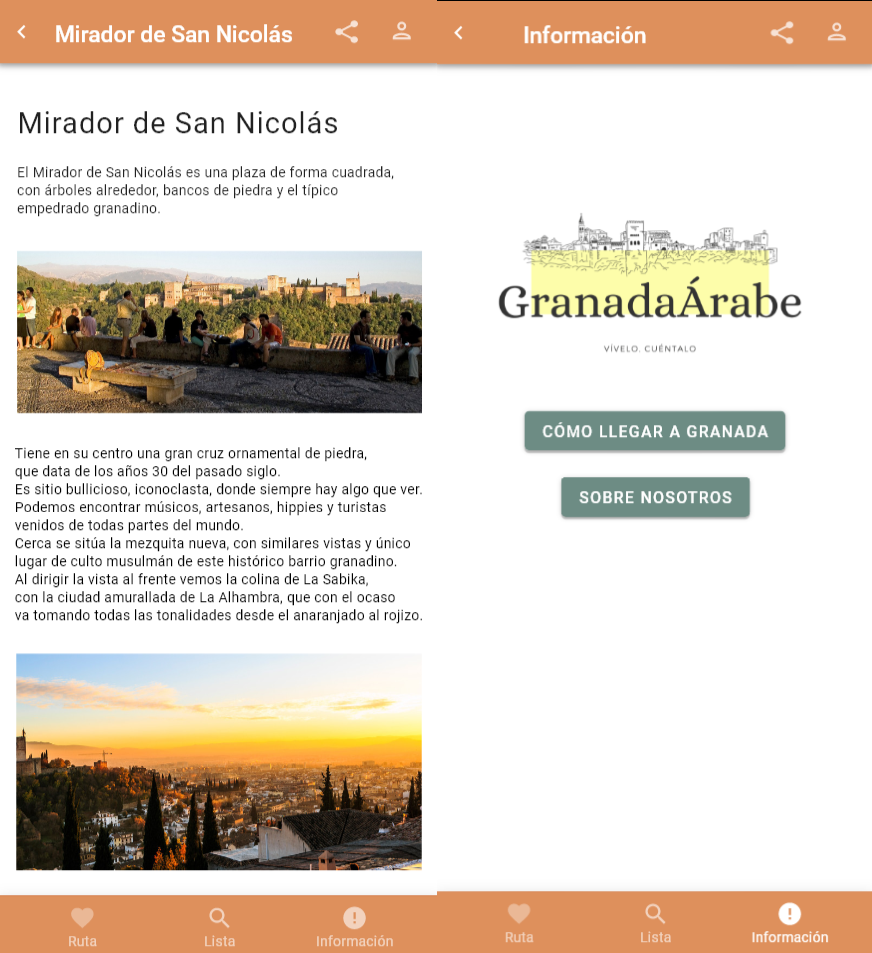 Mirador de San Nicolás
Mirador de San Nicolás
El Mirador de San Nicolás es una plaza de forma cuadrada,
con árboles alrededor, bancos de piedra y el típico
empedrado granadino.
Tiene en su centro una gran cruz ornamental de piedra,
que data de los años 30 del pasado siglo.
Es sitio bullicioso, iconoclasta, donde siempre hay algo que ver.
Podemos encontrar músicos, artesanos, hippies y turistas
venidos de todas partes del mundo.
Cerca se sitúa la mezquita nueva, con similares vistas y único
lugar de culto musulmán de este histórico barrio granadino.
Al dirigir la vista al frente vemos la colina de La Sabika,
con la ciudad amurallada de La Alhambra, que con el ocaso
va tomando todas las tonalidades desde el anaranjado al rojizo.
Ruta
Lista
Información
Información
GranadaÁrabe
VÍVELO, CUÉNTALO
CÓMO LLEGAR A GRANADA
SOBRE NOSOTROS
Ruta
Lista
Información